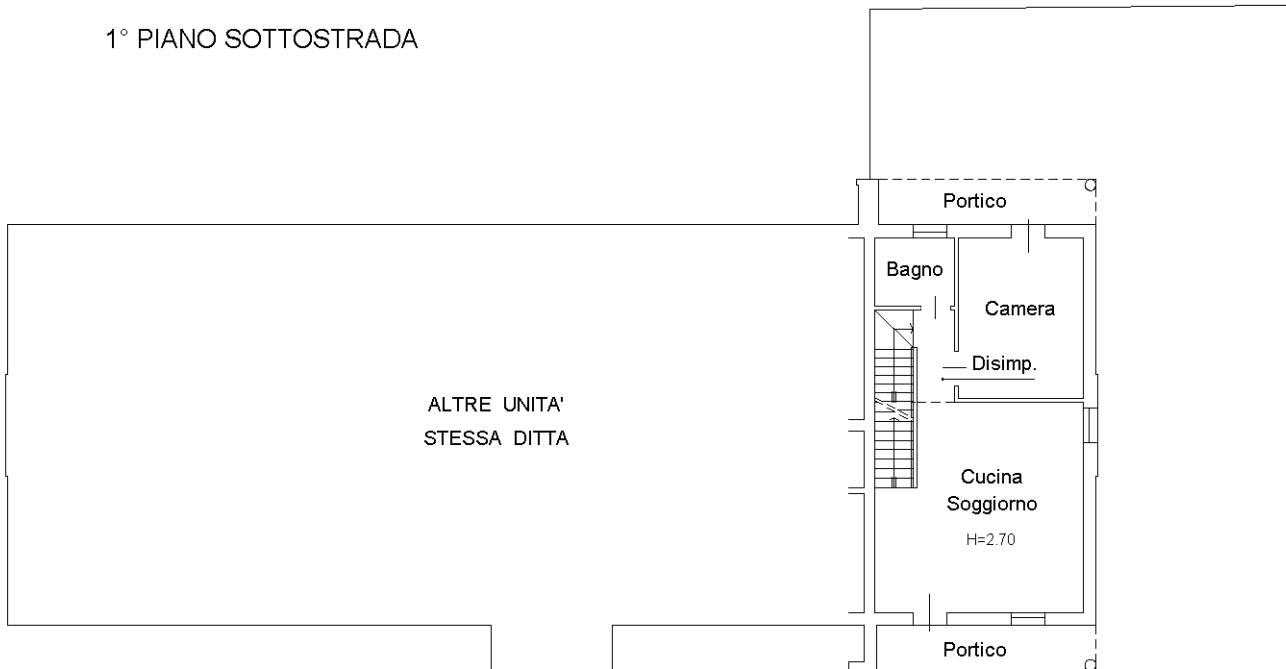 1° PIANO SOTTOSTRADA
Portico
Bagno
Camera
Disimp.
ALTRE UNITA'
STESSA DITTA
Cucina
Soggiorno
H=2.70
Portico